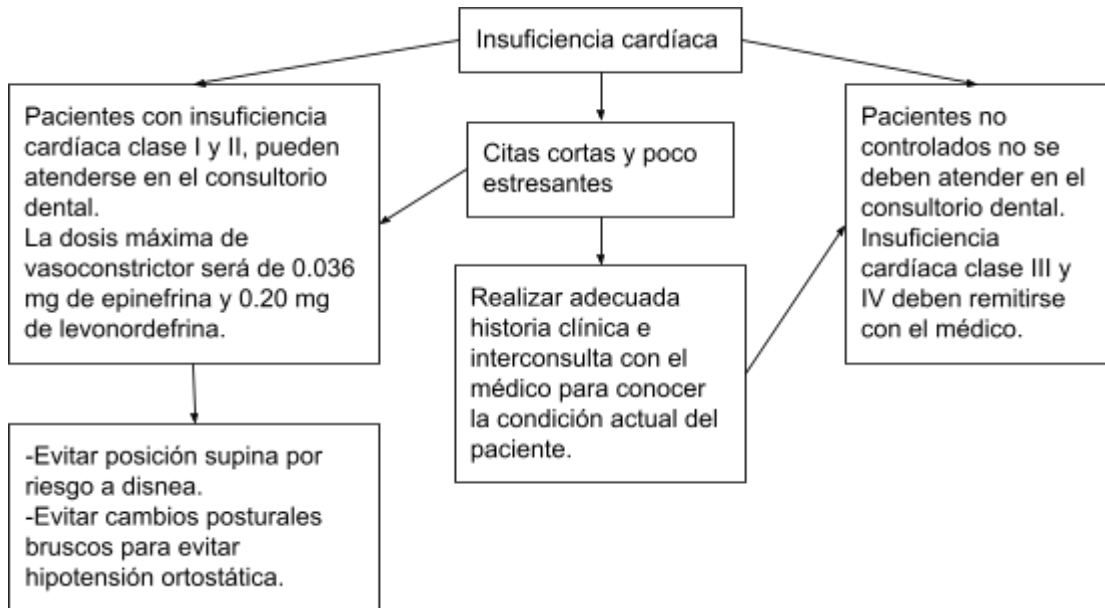 Insuficiencia cardíaca
Pacientes con insuficiencia
cardíaca clase I y II, pueden
atenderse en el consultorio
dental.
La dosis máxima de
vasoconstrictor será de 0.036
mg de epinefrina y 0.20 mg
de levonordefrina.
Citas cortas y poco
estresantes
Pacientes no
controlados no se
deben atender en el
consultorio dental.
Insuficiencia
cardíaca clase III y
IV deben remitirse
con el médico.
Realizar adecuada
historia clínica e
interconsulta con el
médico para conocer
la condición actual del
paciente.
-Evitar posición supina por
riesgo a disnea.
-Evitar cambios posturales
bruscos para evitar
hipotensión ortostática.